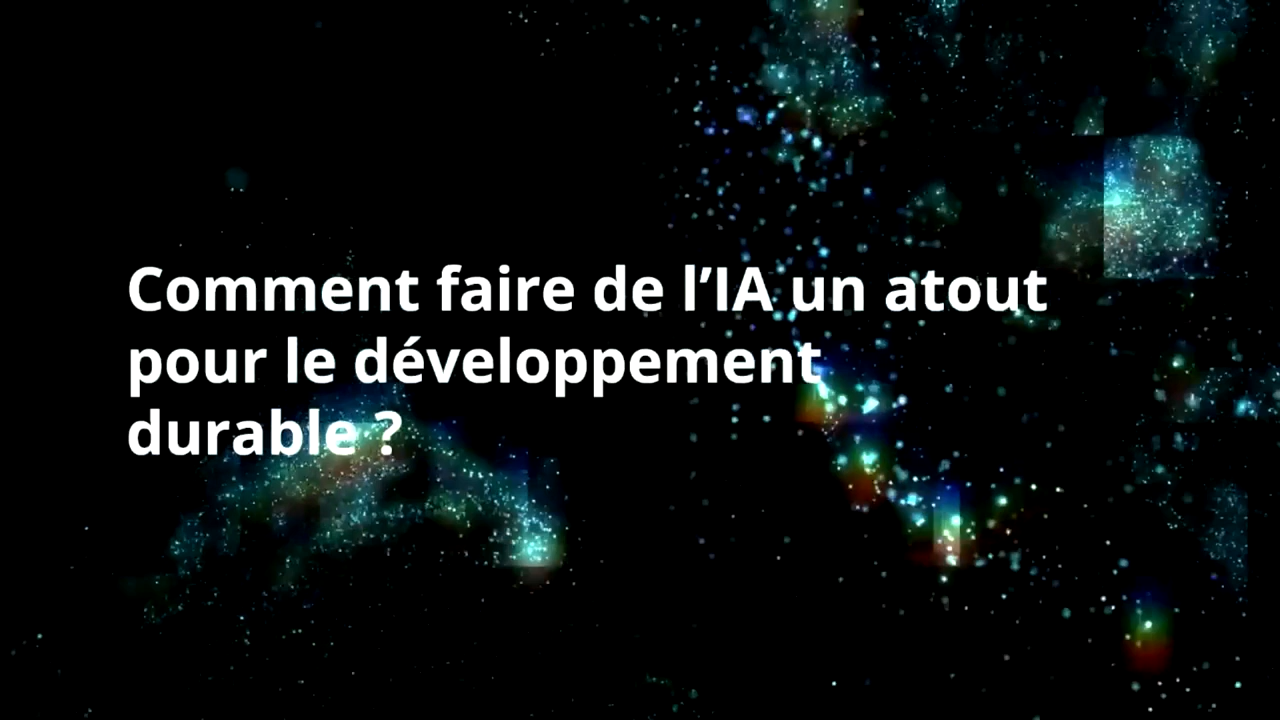 Comment faire de l’IA un atout
pour le développement
durable ?